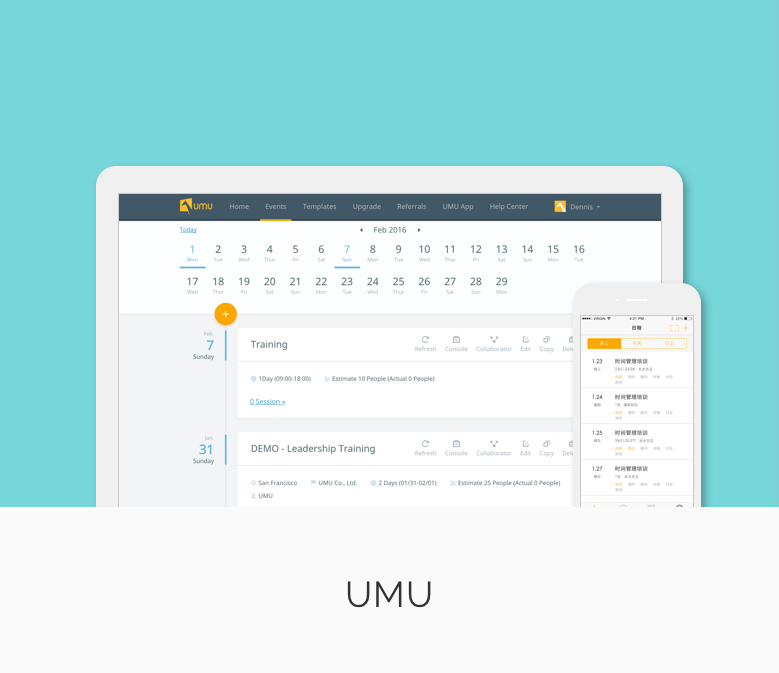 UMU Home Events Templates Upgrade Referrals UMU App Help Center Dennis
Today
Feb 2016
1 2 3 4 5 6 7 8 9 10 11 12 13 14 15 16
Mon Tue Wed Thur Fri Sat Sun Mon Tue Wed Thur Fri Sat Sun Mon Tue
17 18 19 20 21 22 23 24 25 26 27 28 29
Wed Thur Fri Sat Sun Mon Tue Wed Thur Fri Sat Sun Mon
+
Feb.
7
Sunday
Training
Refresh Console Collaborator Edit Copy
1Day (09:00-18:00) Estimate 10 People (Actual 0 People)
0 Session »
Jan.
31
Sunday
DEMO - Leadership Training
Refresh Console Collaborator Edit Copy
San Francisco UMU Co., Ltd. 2 Days (01/31-02/01) Estimate 25 People (Actual 0 People)
UMU
VIRGIN 4:21 PM 22%
日程
今天
1.23 时间管理培训
1.24 时间管理培训
1.25 时间管理培训
1.27 时间管理培训
UMU